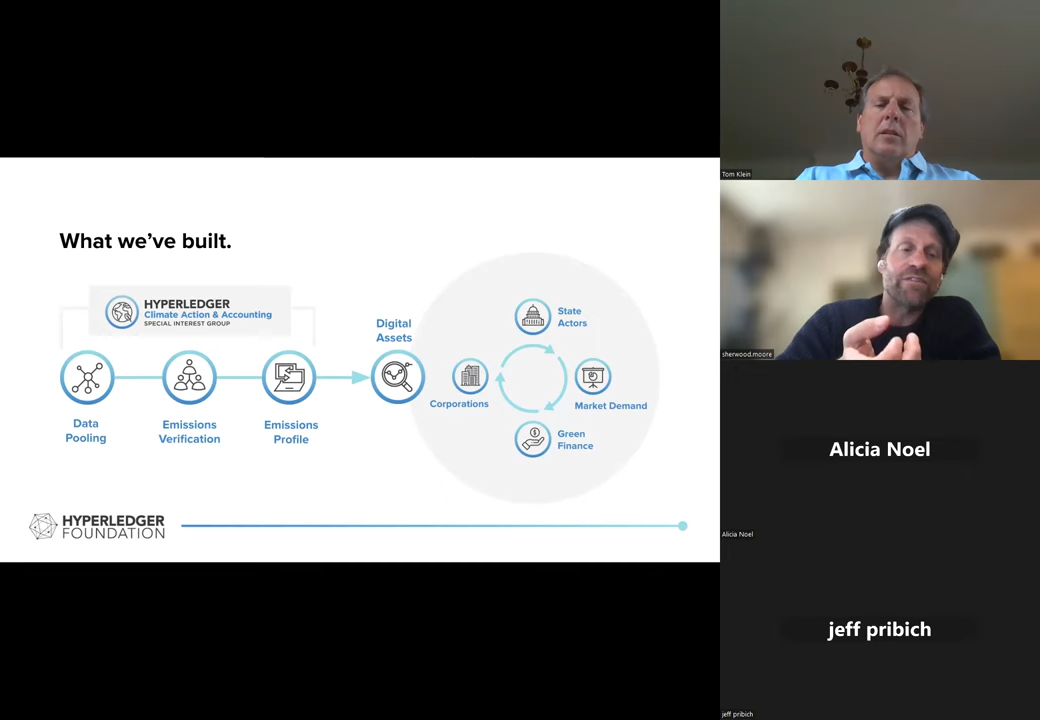 What we’ve built.
HYPERLEDGER
Climate Action & Accounting
SPECIAL INTEREST GROUP
Data
Pooling
Emissions
Verification
Emissions
Profile
Digital
Assets
State
Actors
Corporations
Market Demand
Green
Finance
HYPERLEDGER
FOUNDATION
Tom Klein
sherwood.moore
Alicia Noel
Alicia Noel
jeff pribich
jeff pribich